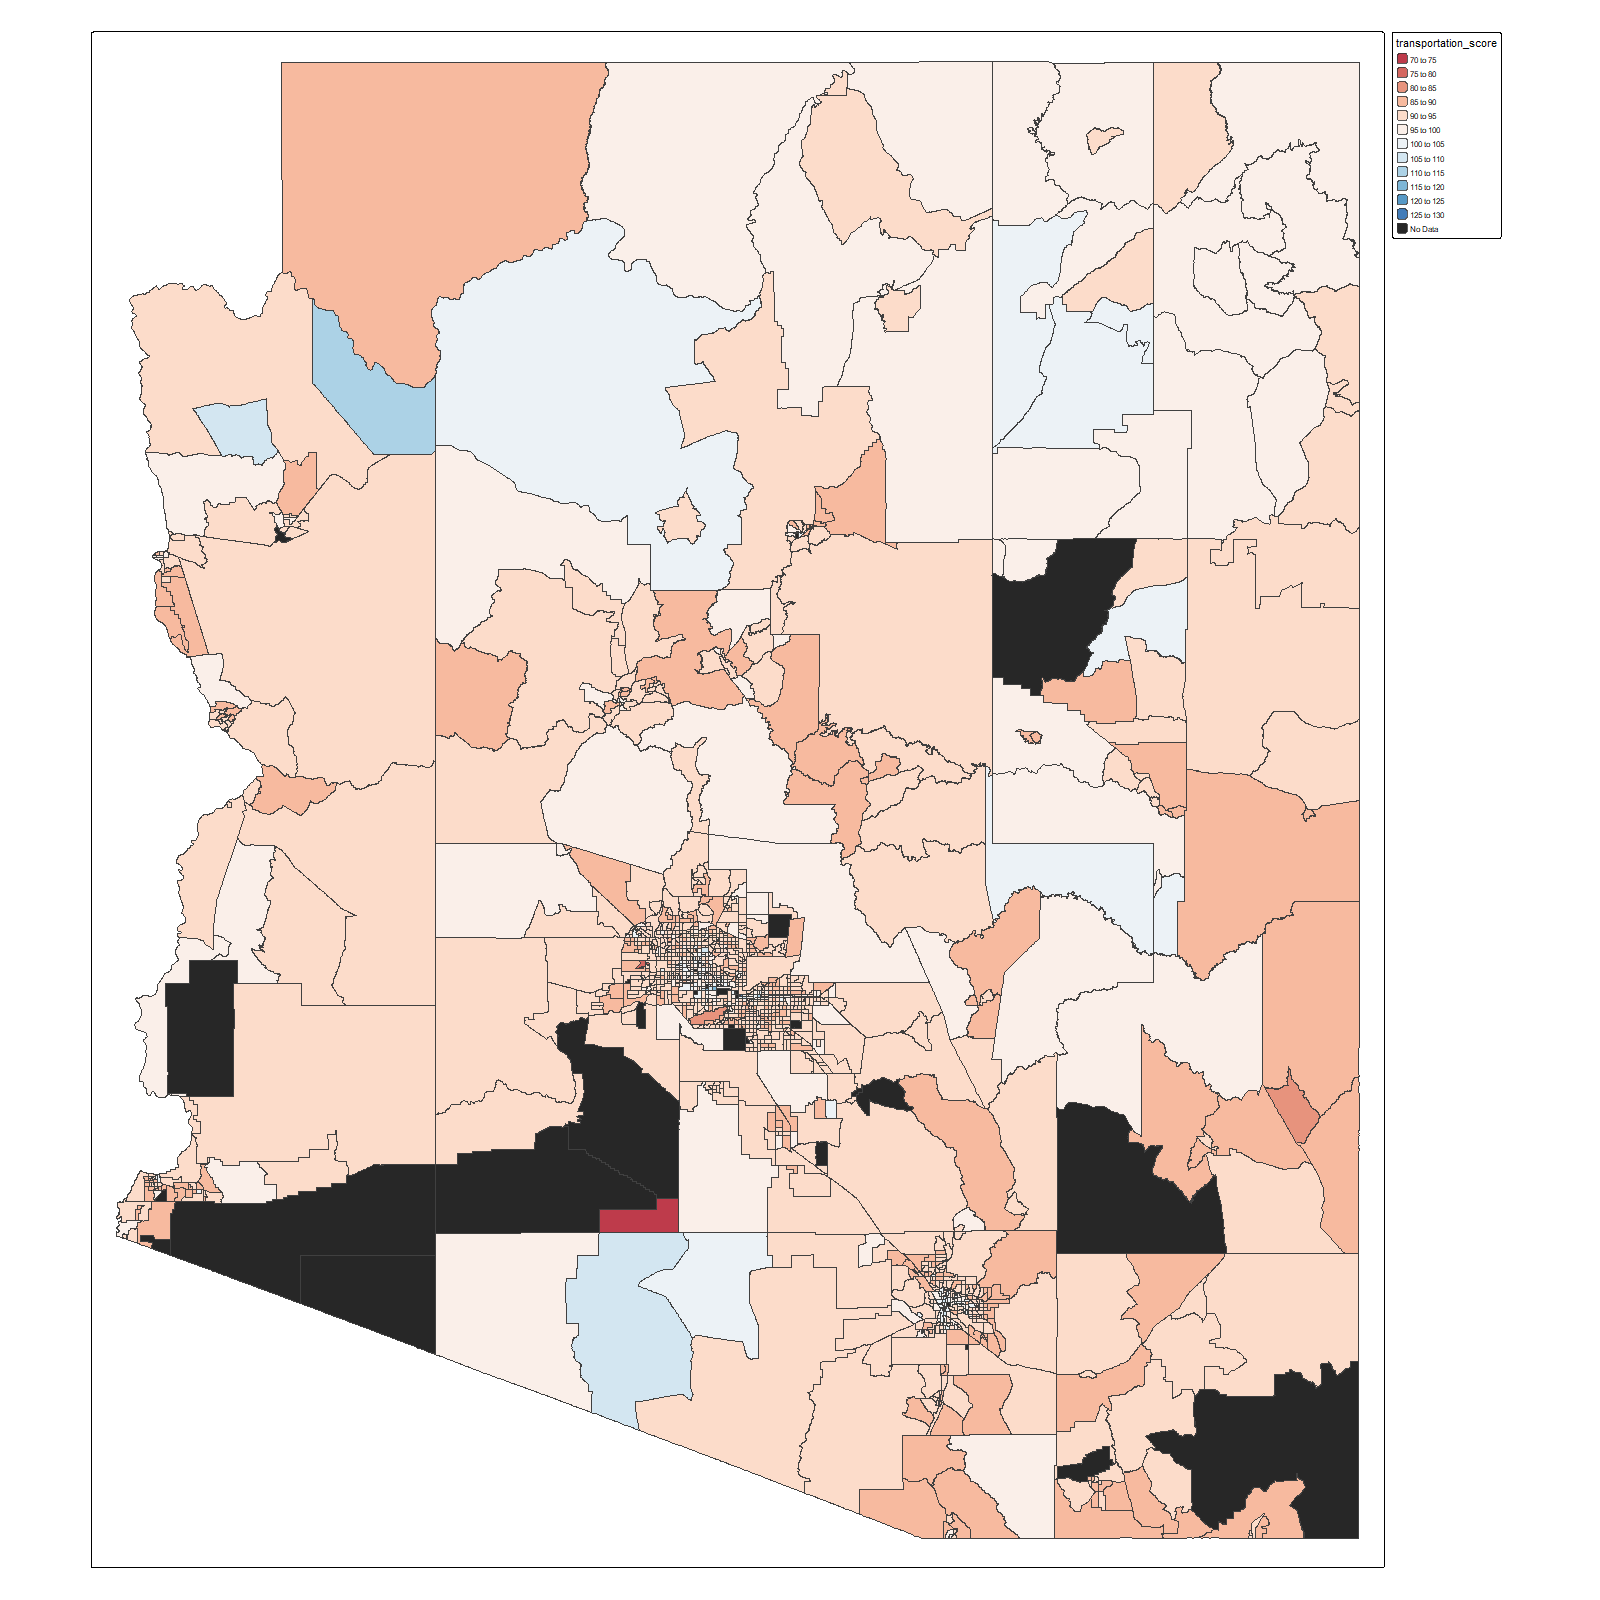 transportation_score
70 to 75
75 to 80
80 to 85
85 to 90
90 to 95
95 to 100
100 to 105
105 to 110
110 to 115
115 to 120
120 to 125
125 to 130
No Data